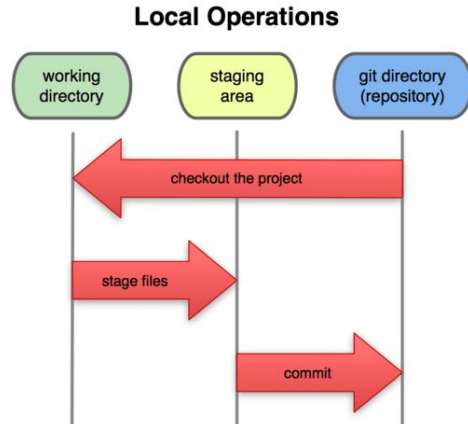 Local Operations
working
directory
staging
area
git directory
(repository)
checkout the project
stage files
commit